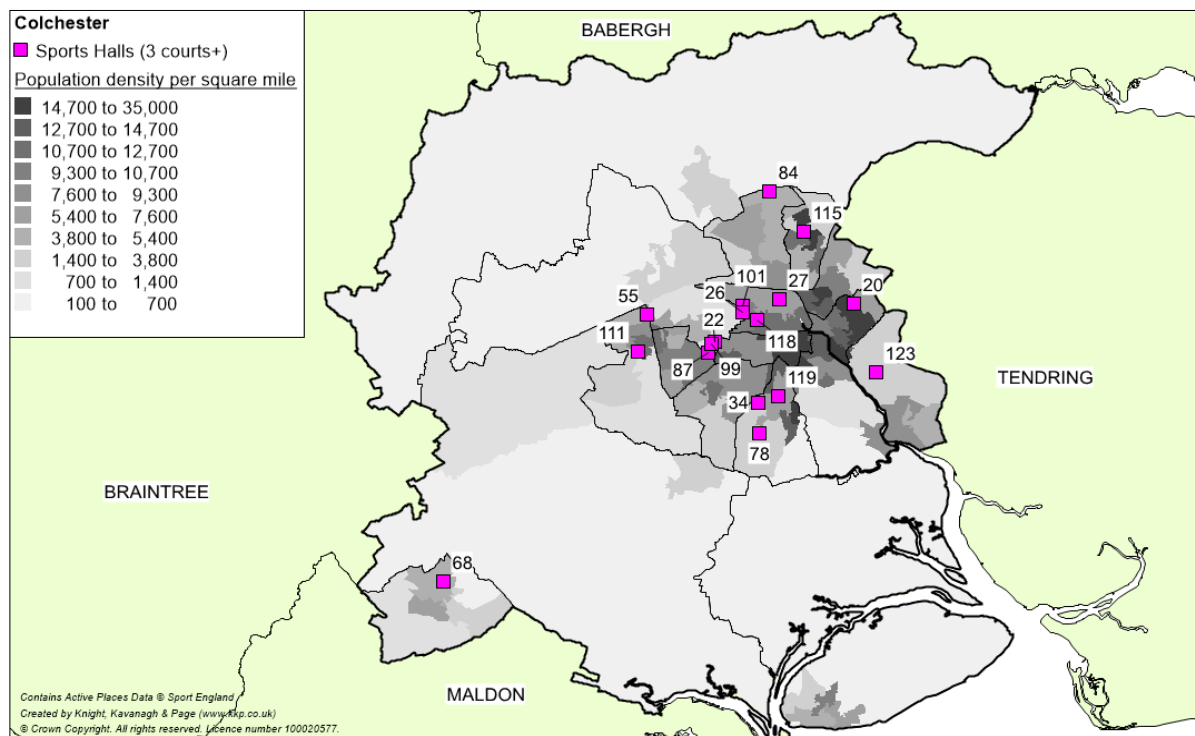 Colchester
Sports Halls (3 courts+)
Population density per square mile
14,700 to 35,000
12,700 to 14,700
10,700 to 12,700
9,300 to 10,700
7,600 to 9,300
5,400 to 7,600
3,800 to 5,400
1,400 to 3,800
700 to 1,400
100 to 700
BABERGH
84
115
101
27
26
20
55
22
111
118
123
87
99
119
TENDRING
34
78
BRAINTREE
68
MALDON
Contains Active Places Data © Sport England
Created by Knight, Kavanagh & Page (www.kkp.co.uk)
© Crown Copyright. All rights reserved. Licence number 100020577.